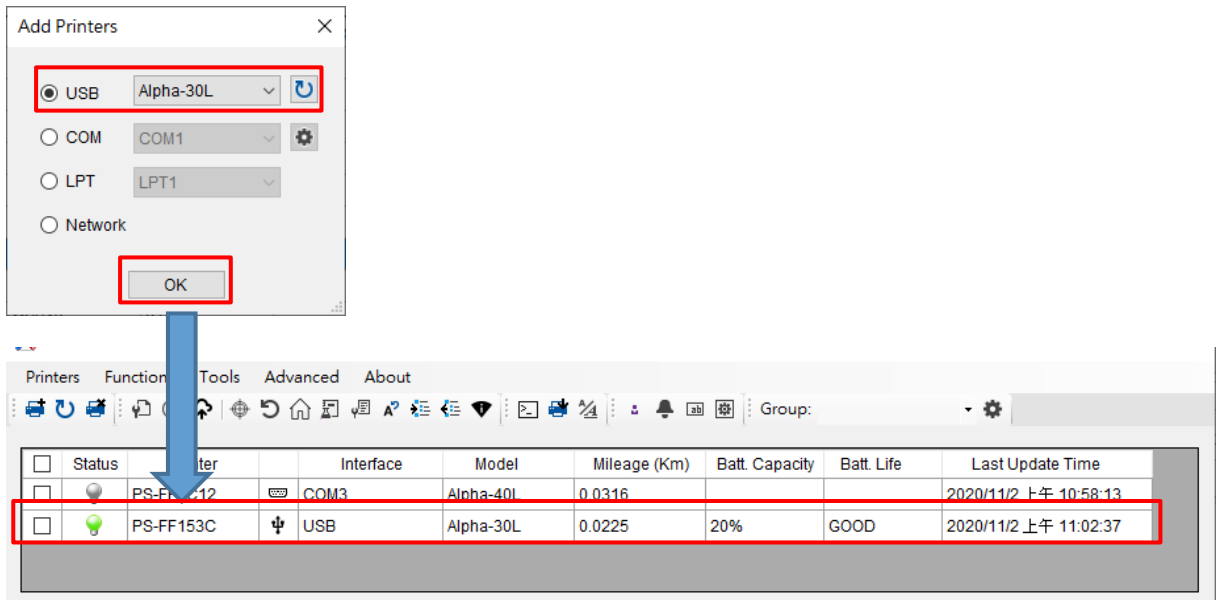 Add Printers
USB Alpha-30L
COM COM1
LPT LPT1
Network
OK
Printers Function Tools Advanced About
Group:
Status ter Interface Model Mileage (Km) Batt. Capacity Batt. Life Last Update Time
COM3 Alpha-40L 0.0316 2020/11/2 上午 10:58:13
PS-FF153C USB Alpha-30L 0.0225 20% GOOD 2020/11/2 上午 11:02:37